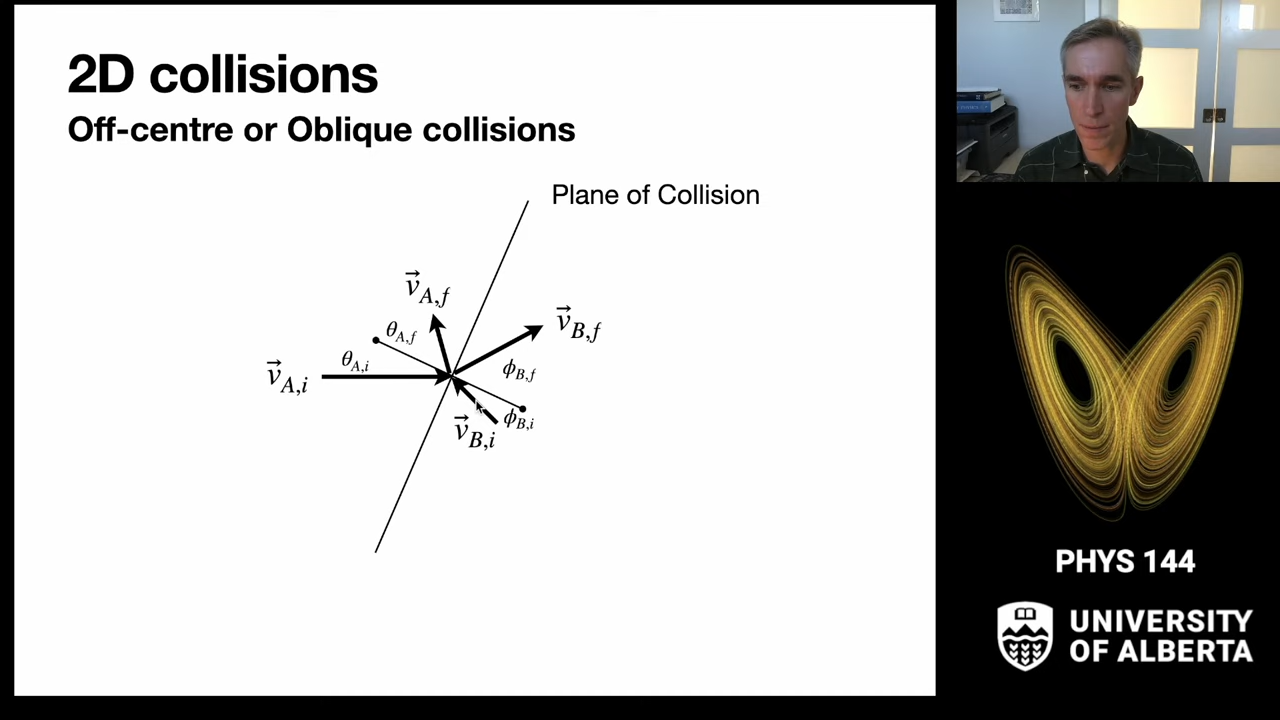 2D collisions
Off-centre or Oblique collisions
Plane of Collision
v⃗A,f
v⃗B,f
θA,f
θA,i
v⃗A,i
ϕB,f
ϕB,i
v⃗B,i
PHYS 144
UNIVERSITY
OF ALBERTA